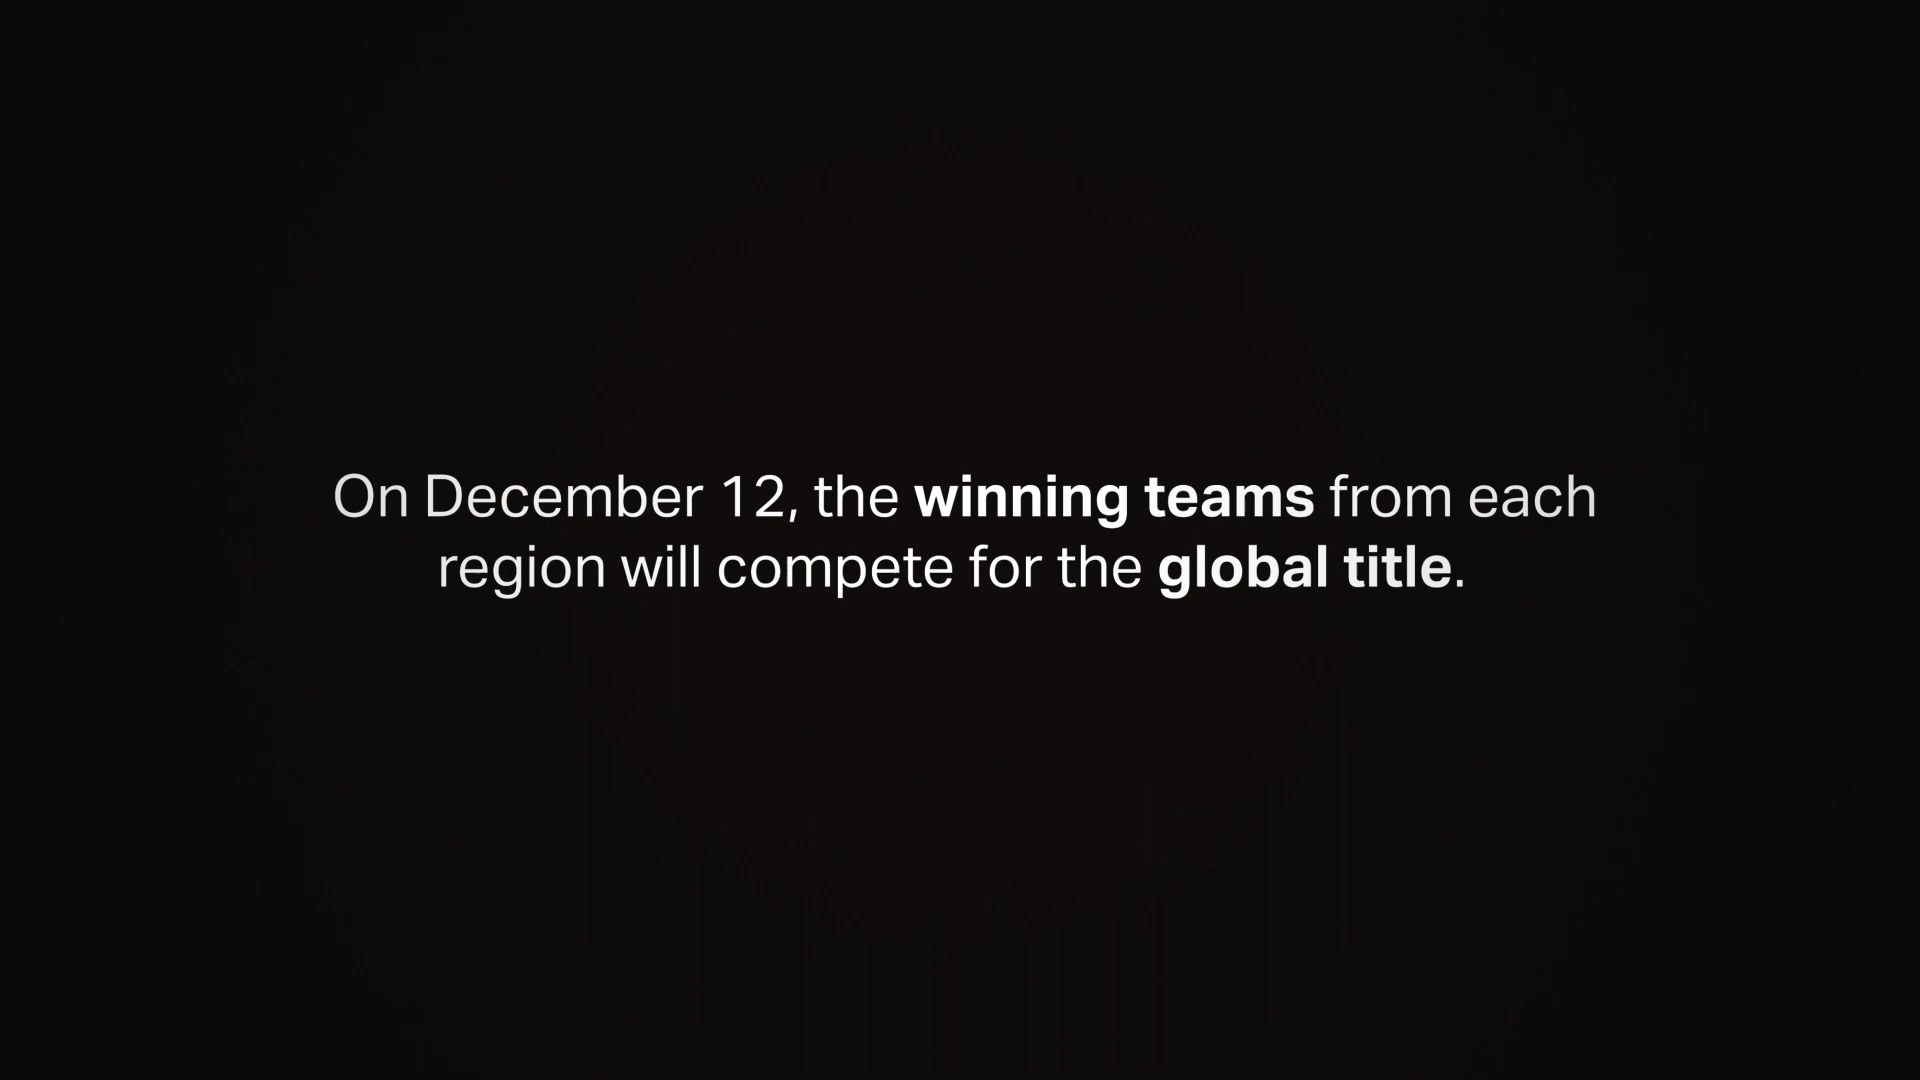 On December 12, the winning teams from each
region will compete for the global title.